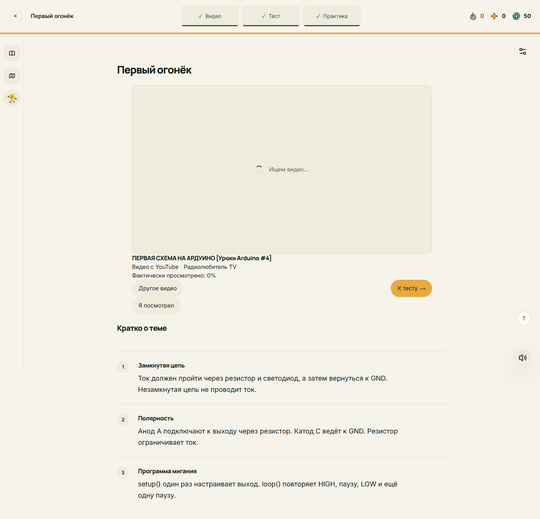 × Первый огонёк ✓ Видео ✓ Тест ✓ Практика 0 0 50
Первый огонёк
Ищем видео...
ПЕРВАЯ СХЕМА НА АРДУИНО [Уроки Arduino #4]
Видео с YouTube · Радиолюбитель TV
Фактически просмотрено: 0%
Другое видео К тесту →
Я посмотрел
?
Кратко о теме
1 Замкнутая цепь
Ток должен пройти через резистор и светодиод, а затем вернуться к GND.
Незамкнутая цепь не проводит ток.
2 Полярность
Анод A подключают к выходу через резистор. Катод C ведёт к GND. Резистор
ограничивает ток.
3 Программа мигания
setup() один раз настраивает выход. loop() повторяет HIGH, паузу, LOW и ещё
одну паузу.